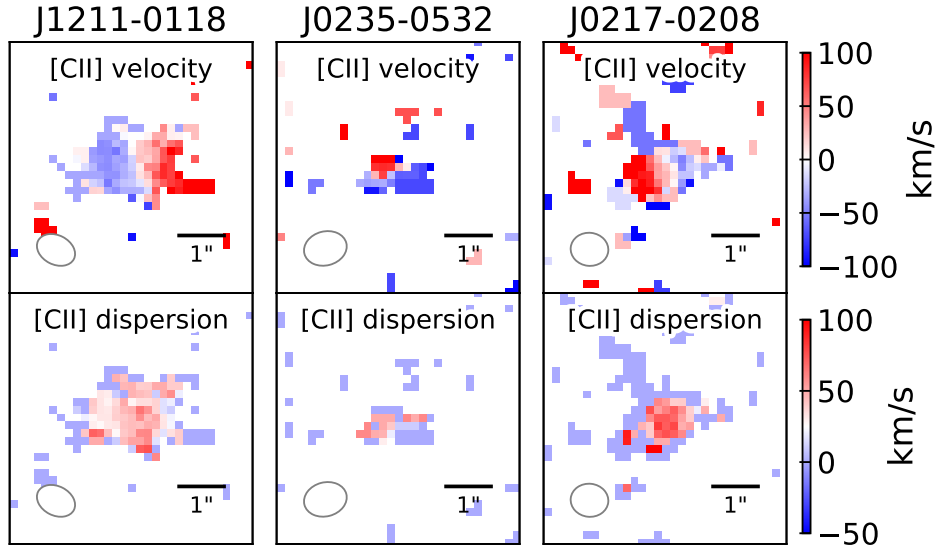 J1211-0118 J0235-0532 J0217-0208
[CII] velocity [CII] velocity [CII] velocity
100
50
0
−50
−100
km/s
1" 1" 1"
[CII] dispersion [CII] dispersion [CII] dispersion
100
50
0
−50
km/s
1" 1" 1"